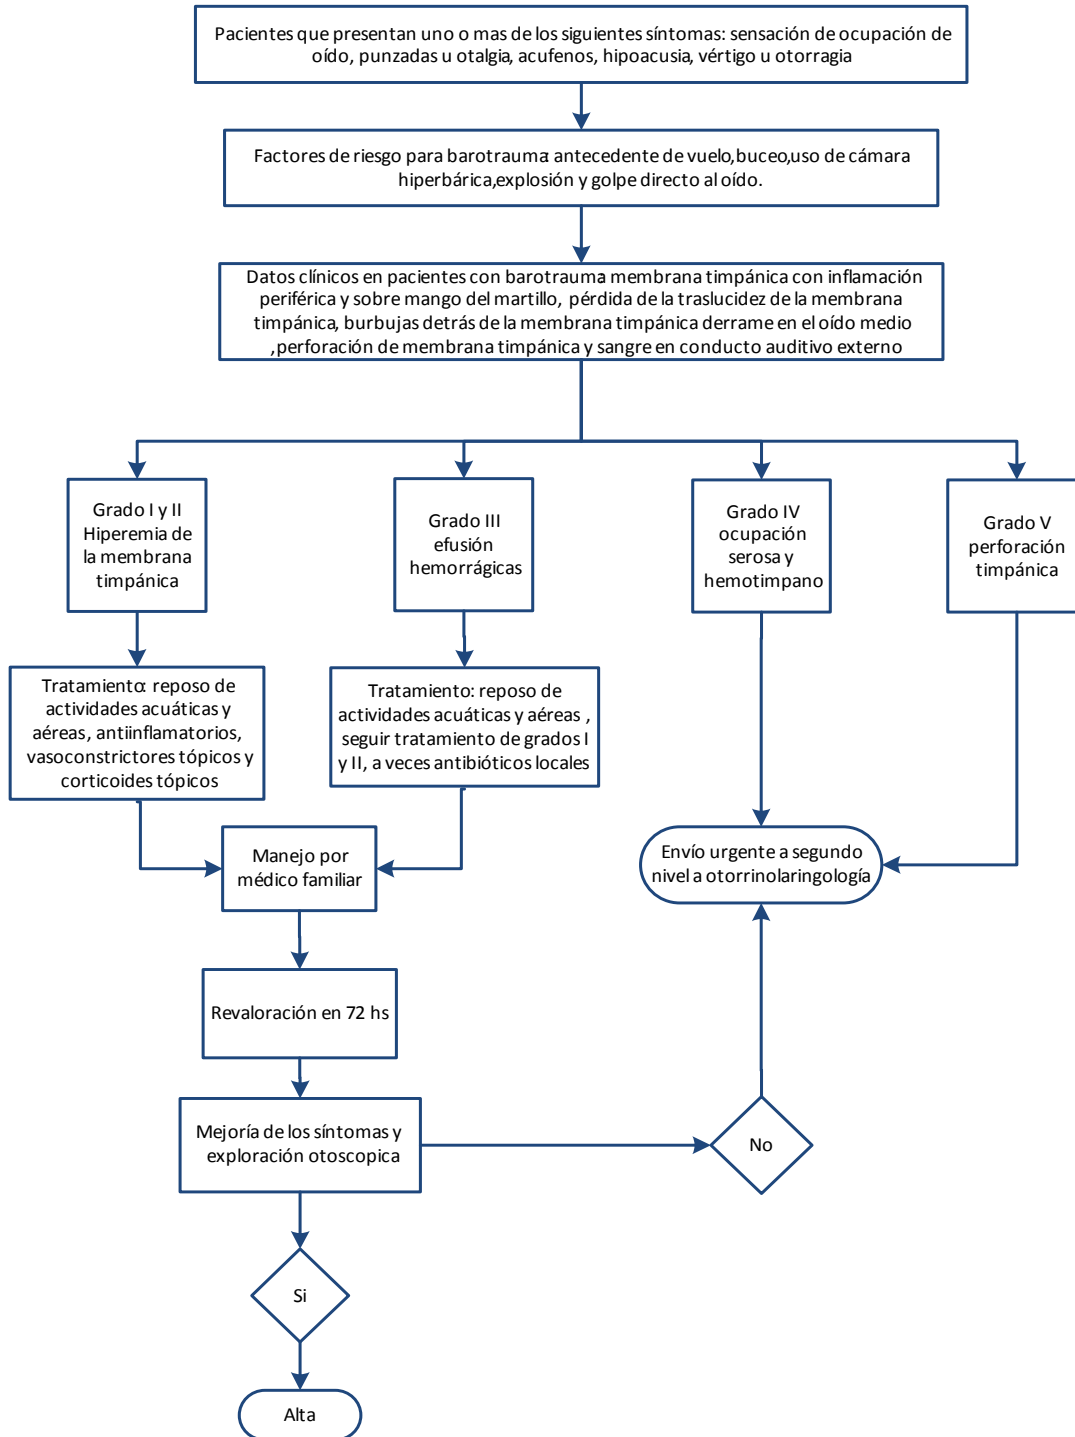 Pacientes que presentan uno o mas de los siguientes síntomas: sensación de ocupación de
oído, punzadas u otalgia, acufenos, hipoacusia, vértigo u otorragia
Factores de riesgo para barotrauma: antecedente de vuelo,buceo,uso de cámara
hiperbárica,explosión y golpe directo al oído.
Datos clínicos en pacientes con barotrauma: membrana timpánica con inflamación
periférica y sobre mango del martillo, pérdida de la traslucidez de la membrana
timpánica, burbujas detrás de la membrana timpánica derrame en el oído medio
,perforación de membrana timpánica y sangre en conducto auditivo externo
Grado I y II
Hiperemia de
la membrana
timpánica
Grado III
efusión
hemorrágicas
Grado IV
ocupación
serosa y
hemotimpano
Grado V
perforación
timpánica
Tratamiento: reposo de
actividades acuáticas y
aéreas, antiinflamatorios,
vasoconstrictores tópicos y
corticoides tópicos
Tratamiento: reposo de
actividades acuáticas y aéreas ,
seguir tratamiento de grados I
y II, a veces antibióticos locales
Manejo por
médico familiar
Envío urgente a segundo
nivel a otorrinolaringología
Revaloración en 72 hs
Mejoría de los síntomas y
exploración otoscopica
No
Si
Alta